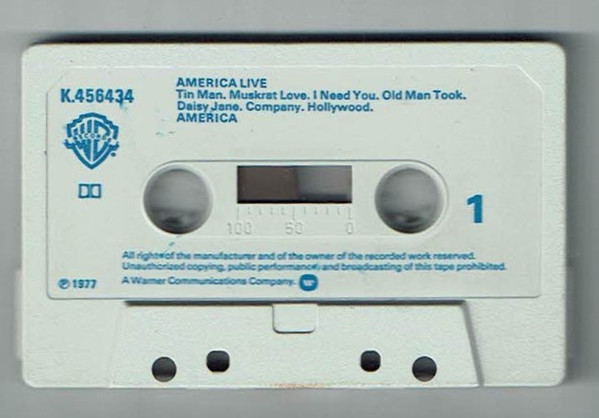 AMERICA LIVE
K.456434
Tin Man. Muskrat Love. I Need You. Old Man Took.
Daisy Jane. Company. Hollywood.
AMERICA
WB
RECORDS
1
100 50 0
All rights of the manufacturer and of the owner of the recorded work reserved.
Unauthorized copying, public performance and broadcasting of this tape prohibited.
℗ 1977
A Warner Communications Company.